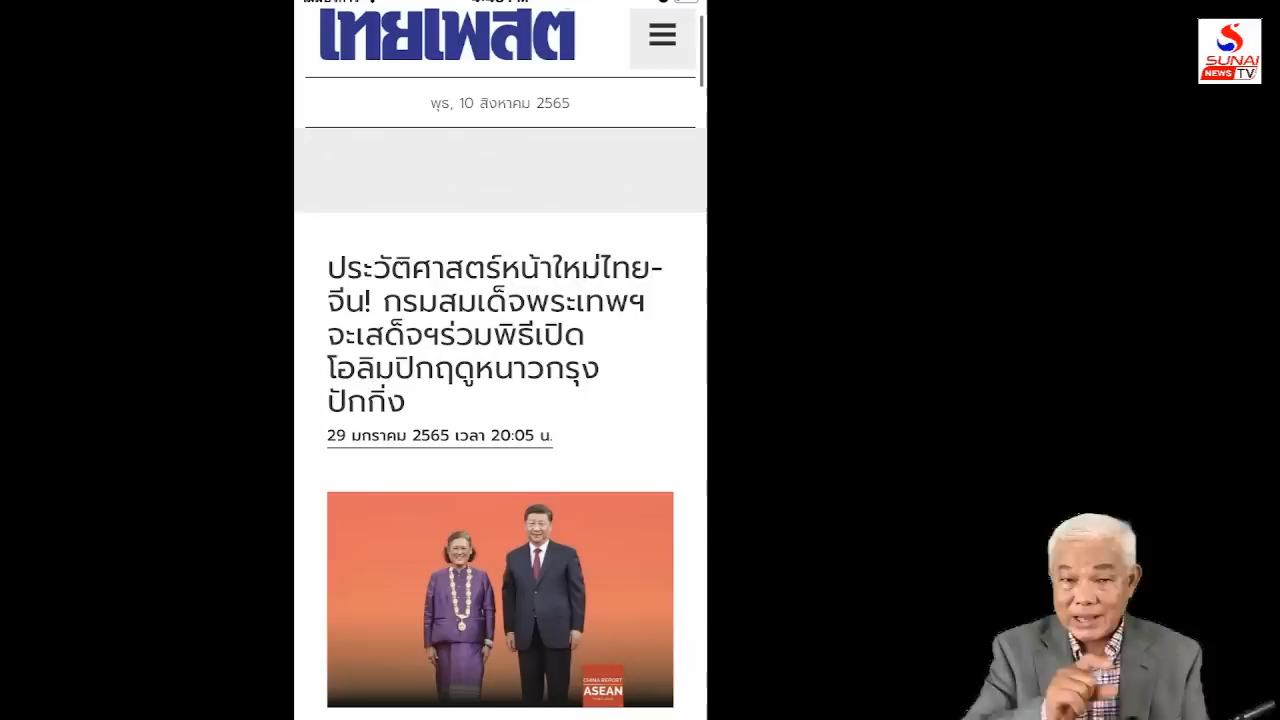 ไทยโพสต์
พุธ, 10 สิงหาคม 2565
ประวัติศาสตร์หน้าใหม่ไทย-
จีน! กรมสมเด็จพระเทพฯ
จะเสด็จฯร่วมพิธีเปิด
โอลิมปิกฤดูหนาวกรุง
ปักกิ่ง
29 มกราคม 2565 เวลา 20:05 น.
CHINA REPORT
ASEAN
SUNAI
NEWS TV